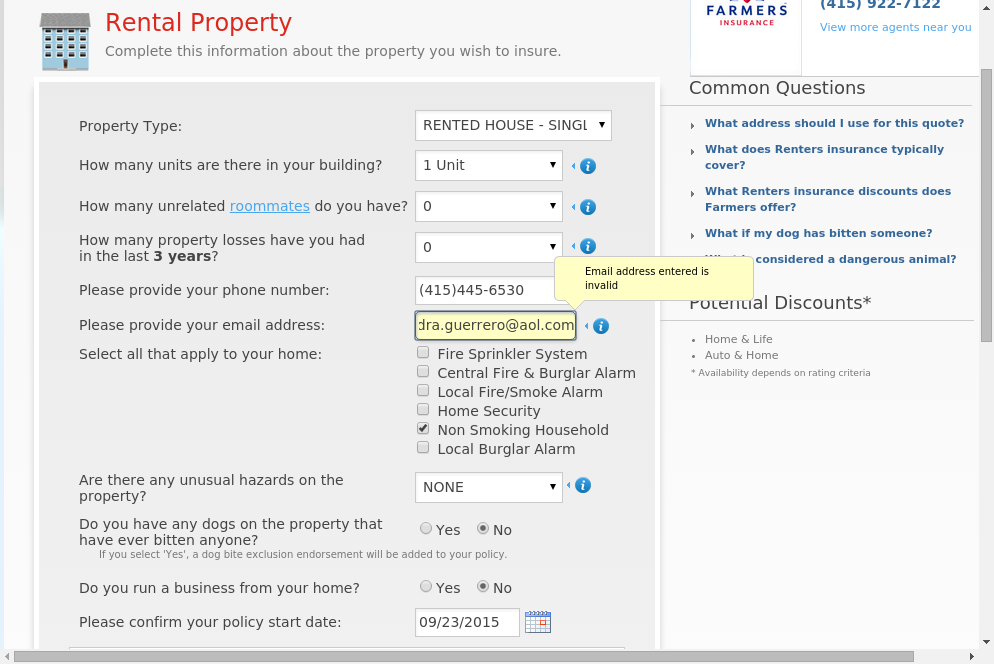 Rental Property
Complete this information about the property you wish to insure.
FARMERS
INSURANCE
(415) 922-7122
View more agents near you
Property Type:
RENTED HOUSE - SINGL
How many units are there in your building?
1 Unit
How many unrelated roommates do you have?
0
How many property losses have you had
in the last 3 years?
0
Please provide your phone number:
(415)445-6530
Email address entered is
invalid
Please provide your email address:
dra.guerrero@aol.com
Select all that apply to your home:
Fire Sprinkler System
Central Fire & Burglar Alarm
Local Fire/Smoke Alarm
Home Security
Non Smoking Household
Local Burglar Alarm
Are there any unusual hazards on the
property?
NONE
Do you have any dogs on the property that
have ever bitten anyone?
Yes No
If you select 'Yes', a dog bite exclusion endorsement will be added to your policy.
Do you run a business from your home?
Yes No
Please confirm your policy start date:
09/23/2015
Common Questions
What address should I use for this quote?
What does Renters insurance typically
cover?
What Renters insurance discounts does
Farmers offer?
What if my dog has bitten someone?
considered a dangerous animal?
Potential Discounts*
Home & Life
Auto & Home
* Availability depends on rating criteria